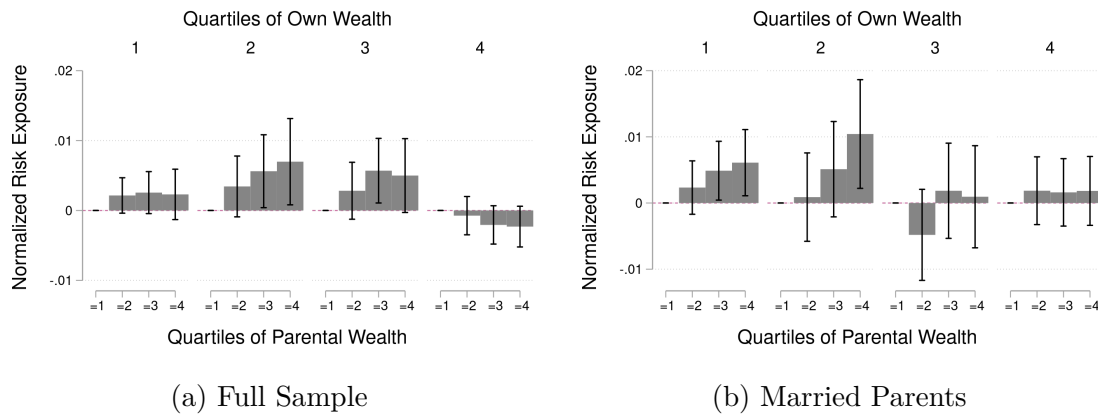 Quartiles of Own Wealth
1 2 3 4
Normalized Risk Exposure
.02
.01
0
-.01
=1 =2 =3 =4 =1 =2 =3 =4 =1 =2 =3 =4 =1 =2 =3 =4
Quartiles of Parental Wealth
(a) Full Sample
Quartiles of Own Wealth
1 2 3 4
Normalized Risk Exposure
.02
.01
0
-.01
=1 =2 =3 =4 =1 =2 =3 =4 =1 =2 =3 =4 =1 =2 =3 =4
Quartiles of Parental Wealth
(b) Married Parents